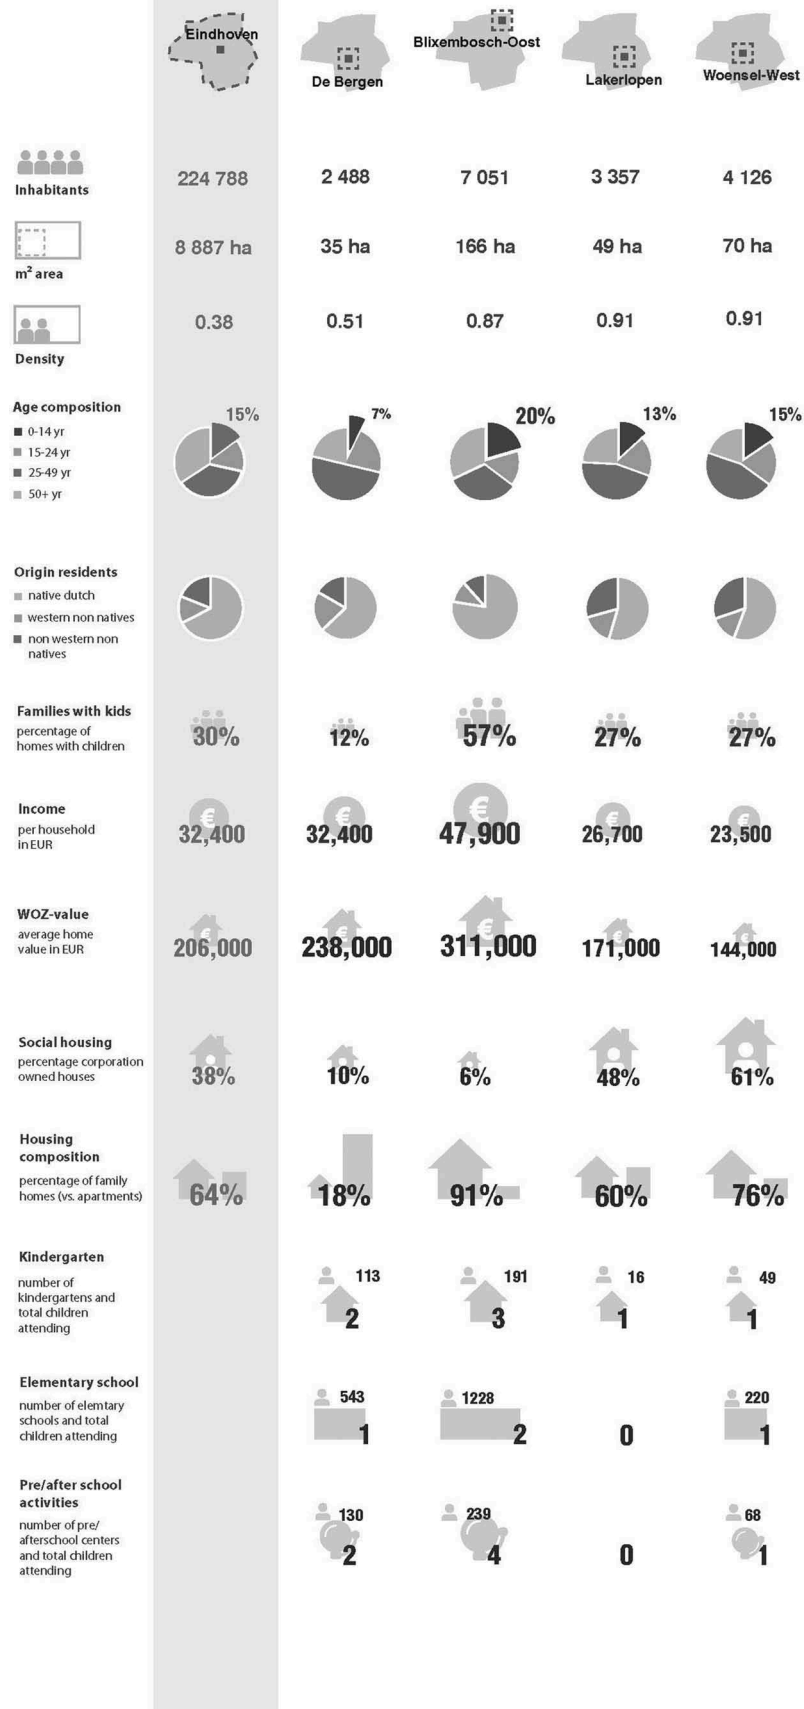 Eindhoven
De Bergen
Blixembosch-Oost
Lakerlopen
Woensel-West
Inhabitants
224 788 2 488 7 051 3 357 4 126
m² area
8 887 ha 35 ha 166 ha 49 ha 70 ha
Density
0.38 0.51 0.87 0.91 0.91
Age composition
0-14 yr
15-24 yr
25-49 yr
50+ yr
15% 7% 20% 13% 15%
Origin residents
native dutch
western non natives
non western non
natives
Families with kids
percentage of
homes with children
30% 12% 57% 27% 27%
Income
per household
in EUR
€ € € € €
32,400 32,400 47,900 26,700 23,500
WOZ-value
average home
value in EUR
€ € € € €
206,000 238,000 311,000 171,000 144,000
Social housing
percentage corporation
owned houses
38% 10% 6% 48% 61%
Housing
composition
percentage of family
homes (vs. apartments)
64% 18% 91% 60% 76%
Kindergarten
number of
kindergartens and
total children
attending
113 191 16 49
2 3 1 1
Elementary school
number of elemtary
schools and total
children attending
543 1228 220
1 2 0 1
Pre/after school
activities
number of pre/
afterschool centers
and total children
attending
130 239 68
2 4 0 1